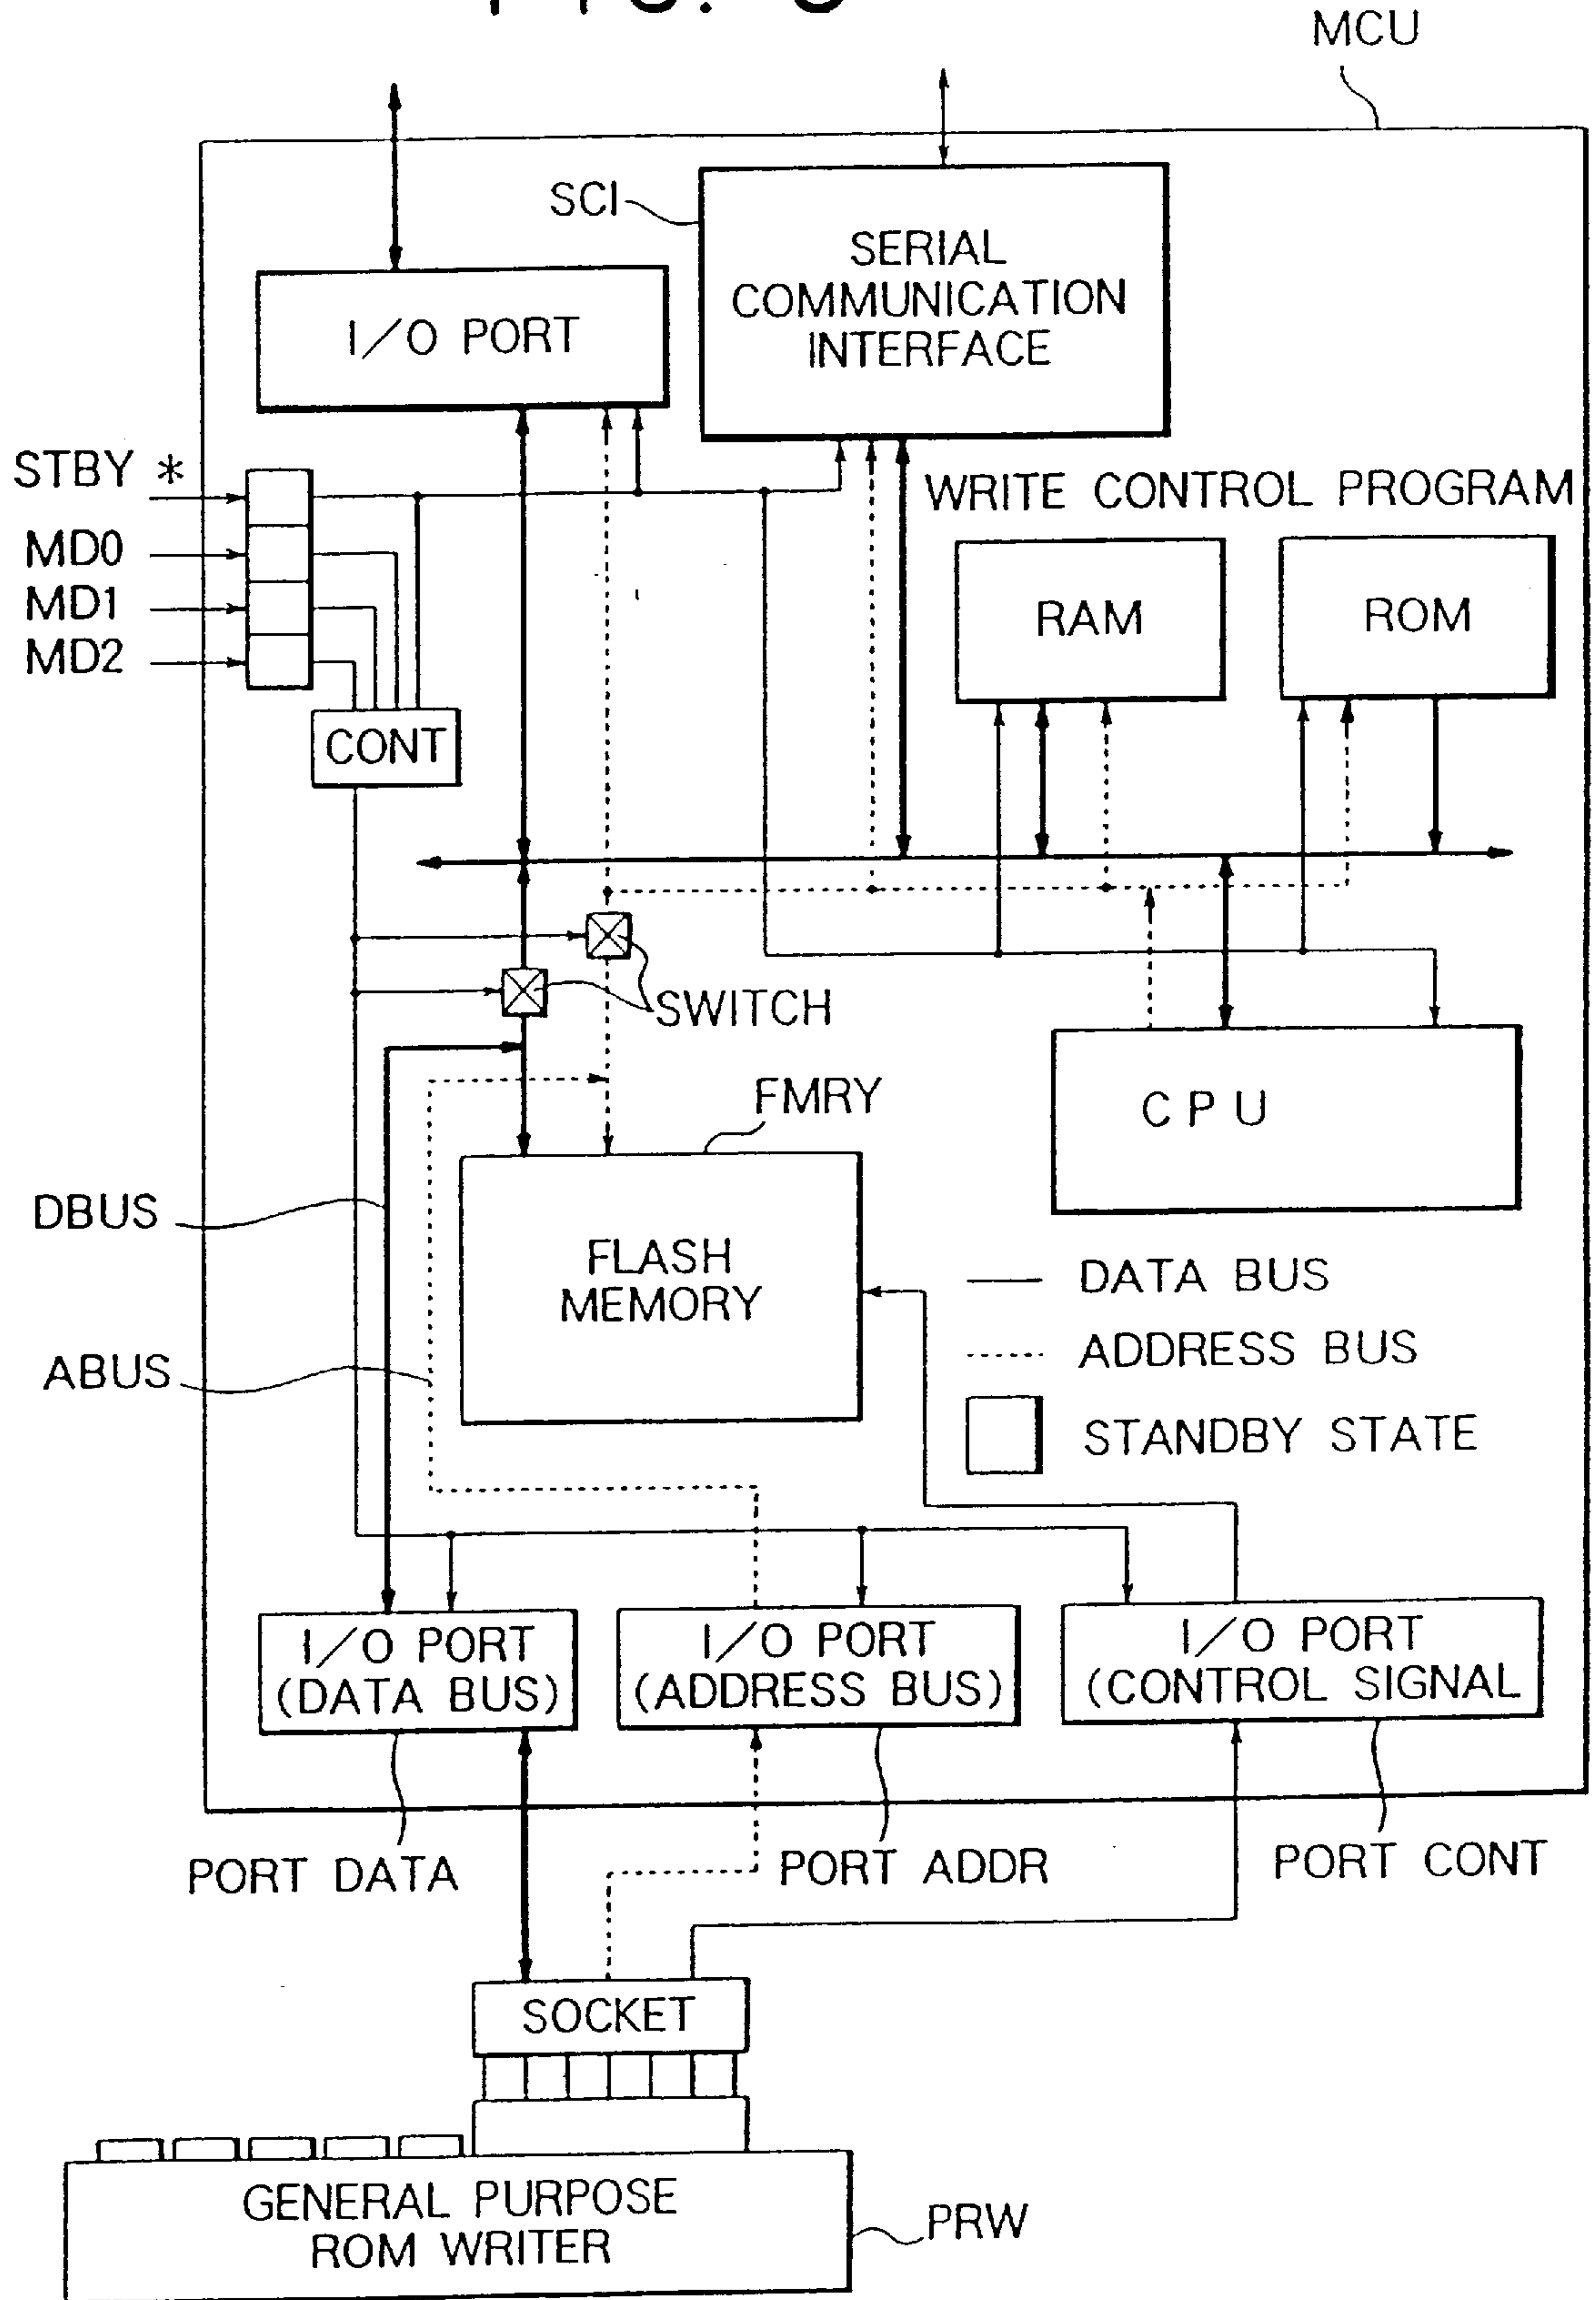 MCU
SCI
SERIAL
COMMUNICATION
INTERFACE
I/O PORT
STBY *
MD0
MD1
MD2
WRITE CONTROL PROGRAM
RAM
ROM
CONT
SWITCH
FMRY
CPU
DBUS
FLASH
MEMORY
DATA BUS
ADDRESS BUS
ABUS
STANDBY STATE
I/O PORT
(DATA BUS)
I/O PORT
(ADDRESS BUS)
I/O PORT
(CONTROL SIGNAL
PORT DATA
PORT ADDR
PORT CONT
SOCKET
GENERAL PURPOSE
ROM WRITER
PRW